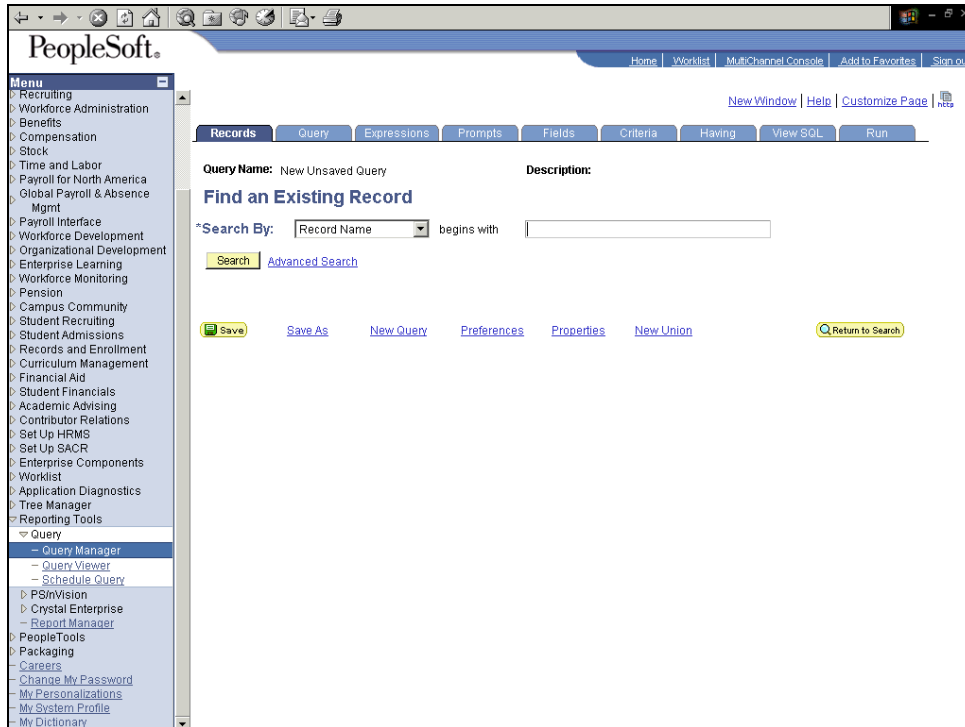 PeopleSoft.
Home | Worklist | MultiChannel Console | Add to Favorites | Sign ou
Menu
Recruiting
Workforce Administration
Benefits
Compensation
Stock
Time and Labor
Payroll for North America
Global Payroll & Absence
Mgmt
Payroll Interface
Workforce Development
Organizational Development
Enterprise Learning
Workforce Monitoring
Pension
Campus Community
Student Recruiting
Student Admissions
Records and Enrollment
Curriculum Management
Financial Aid
Student Financials
Academic Advising
Contributor Relations
Set Up HRMS
Set Up SACR
Enterprise Components
Worklist
Application Diagnostics
Tree Manager
Reporting Tools
Query
Query Manager
Query Viewer
Schedule Query
PS/nVision
Crystal Enterprise
Report Manager
PeopleTools
Packaging
Careers
Change My Password
My Personalizations
My System Profile
My Dictionary
New Window | Help | Customize Page | http
Records Query Expressions Prompts Fields Criteria Having View SQL Run
Query Name: New Unsaved Query Description:
Find an Existing Record
*Search By: Record Name begins with
Search Advanced Search
Save Save As New Query Preferences Properties New Union Return to Search